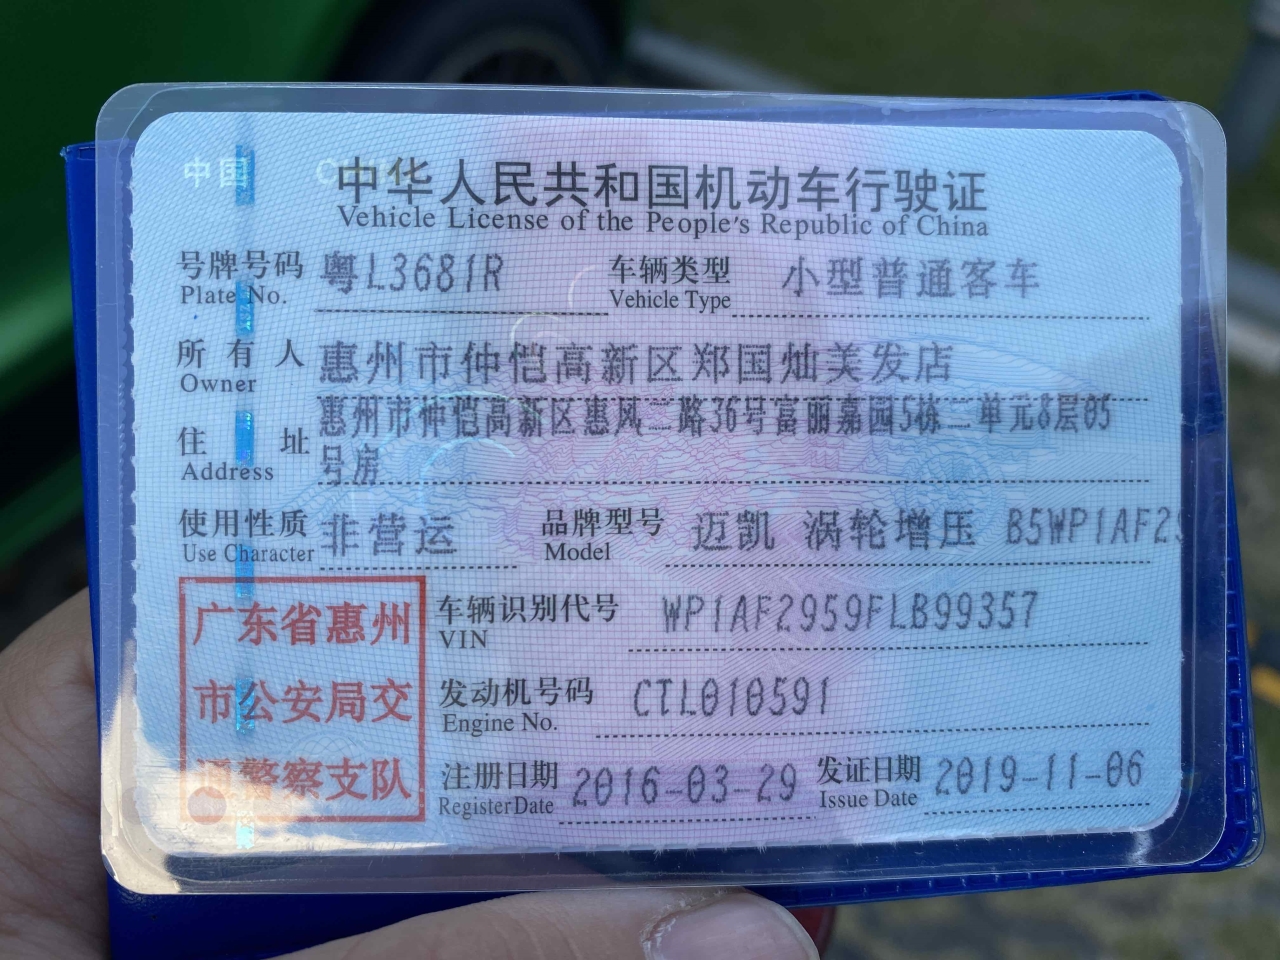 中国 CHINA
中华人民共和国机动车行驶证
Vehicle License of the People's Republic of China
号牌号码 粤L3681R 车辆类型 小型普通客车
Plate No. Vehicle Type
所有人 惠州市仲恺高新区郑国灿美发店
Owner
住址 惠州市仲恺高新区惠风二路36号富丽嘉园5栋二单元8层05
Address 号房
使用性质 非营运 品牌型号 迈凯 涡轮增压 B5WP1AF29
Use Character Model
广东省惠州
市公安局交
通警察支队
车辆识别代号 WP1AF2959FLB99357
VIN
发动机号码 CTL010591
Engine No.
注册日期 2016-03-29 发证日期 2019-11-06
Register Date Issue Date